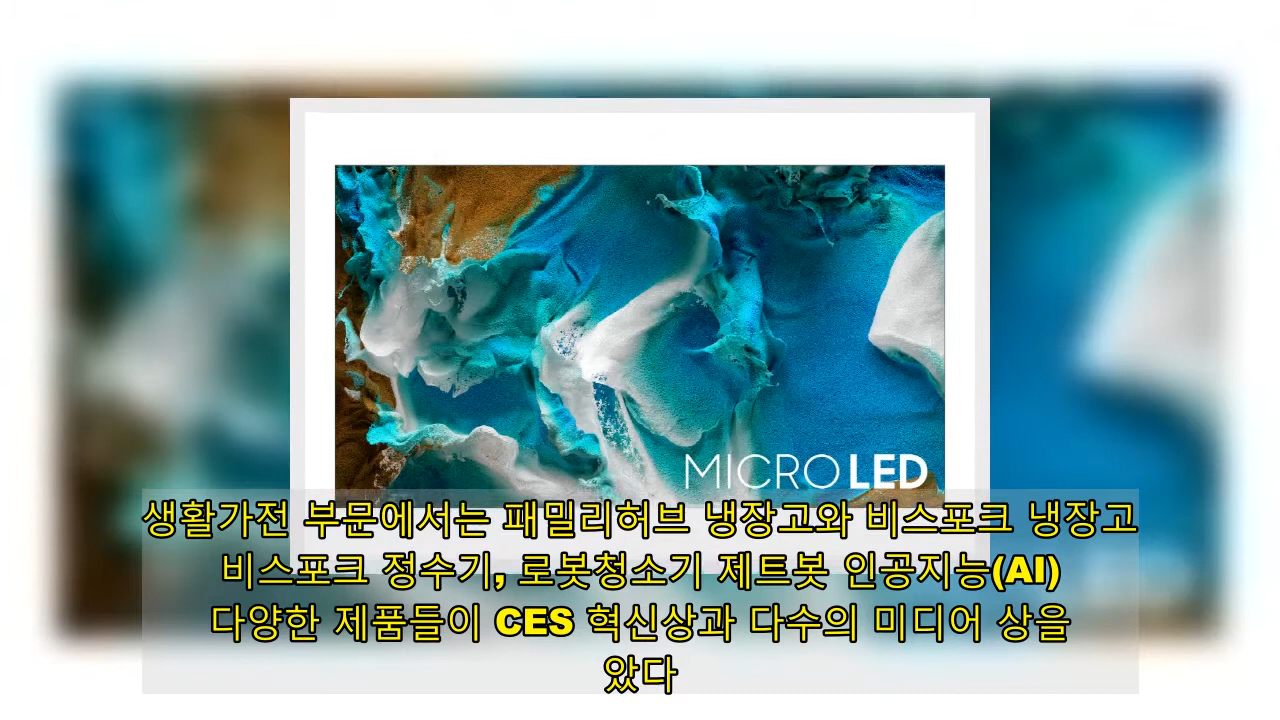 MICRO LED
생활가전 부문에서는 패밀리허브 냉장고와 비스포크 냉장고
비스포크 정수기, 로봇청소기 제트봇 인공지능(AI)
다양한 제품들이 CES 혁신상과 다수의 미디어 상을
았다